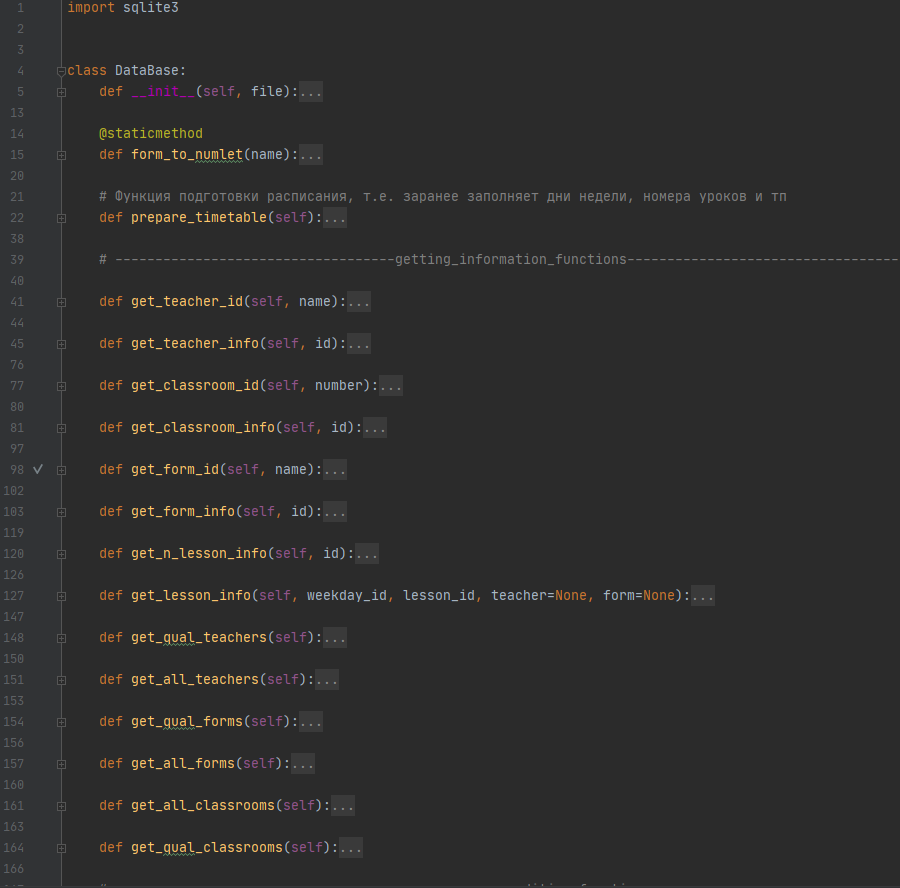 1 import sqlite3
2
3
4 class DataBase:
5 def __init__(self, file):...
13
14 @staticmethod
15 def form_to_numlet(name):...
20
21 # Функция подготовки расписания, т.е. заранее заполняет дни недели, номера уроков и тп
22 def prepare_timetable(self):...
38
39 # -----------------------------------getting_information_functions----------------------------------
40
41 def get_teacher_id(self, name):...
44
45 def get_teacher_info(self, id):...
76
77 def get_classroom_id(self, number):...
80
81 def get_classroom_info(self, id):...
97
98 def get_form_id(self, name):...
102
103 def get_form_info(self, id):...
119
120 def get_n_lesson_info(self, id):...
126
127 def get_lesson_info(self, weekday_id, lesson_id, teacher=None, form=None):...
147
148 def get_qual_teachers(self):...
150
151 def get_all_teachers(self):...
153
154 def get_qual_forms(self):...
156
157 def get_all_forms(self):...
160
161 def get_all_classrooms(self):...
163
164 def get_qual_classrooms(self):...
166